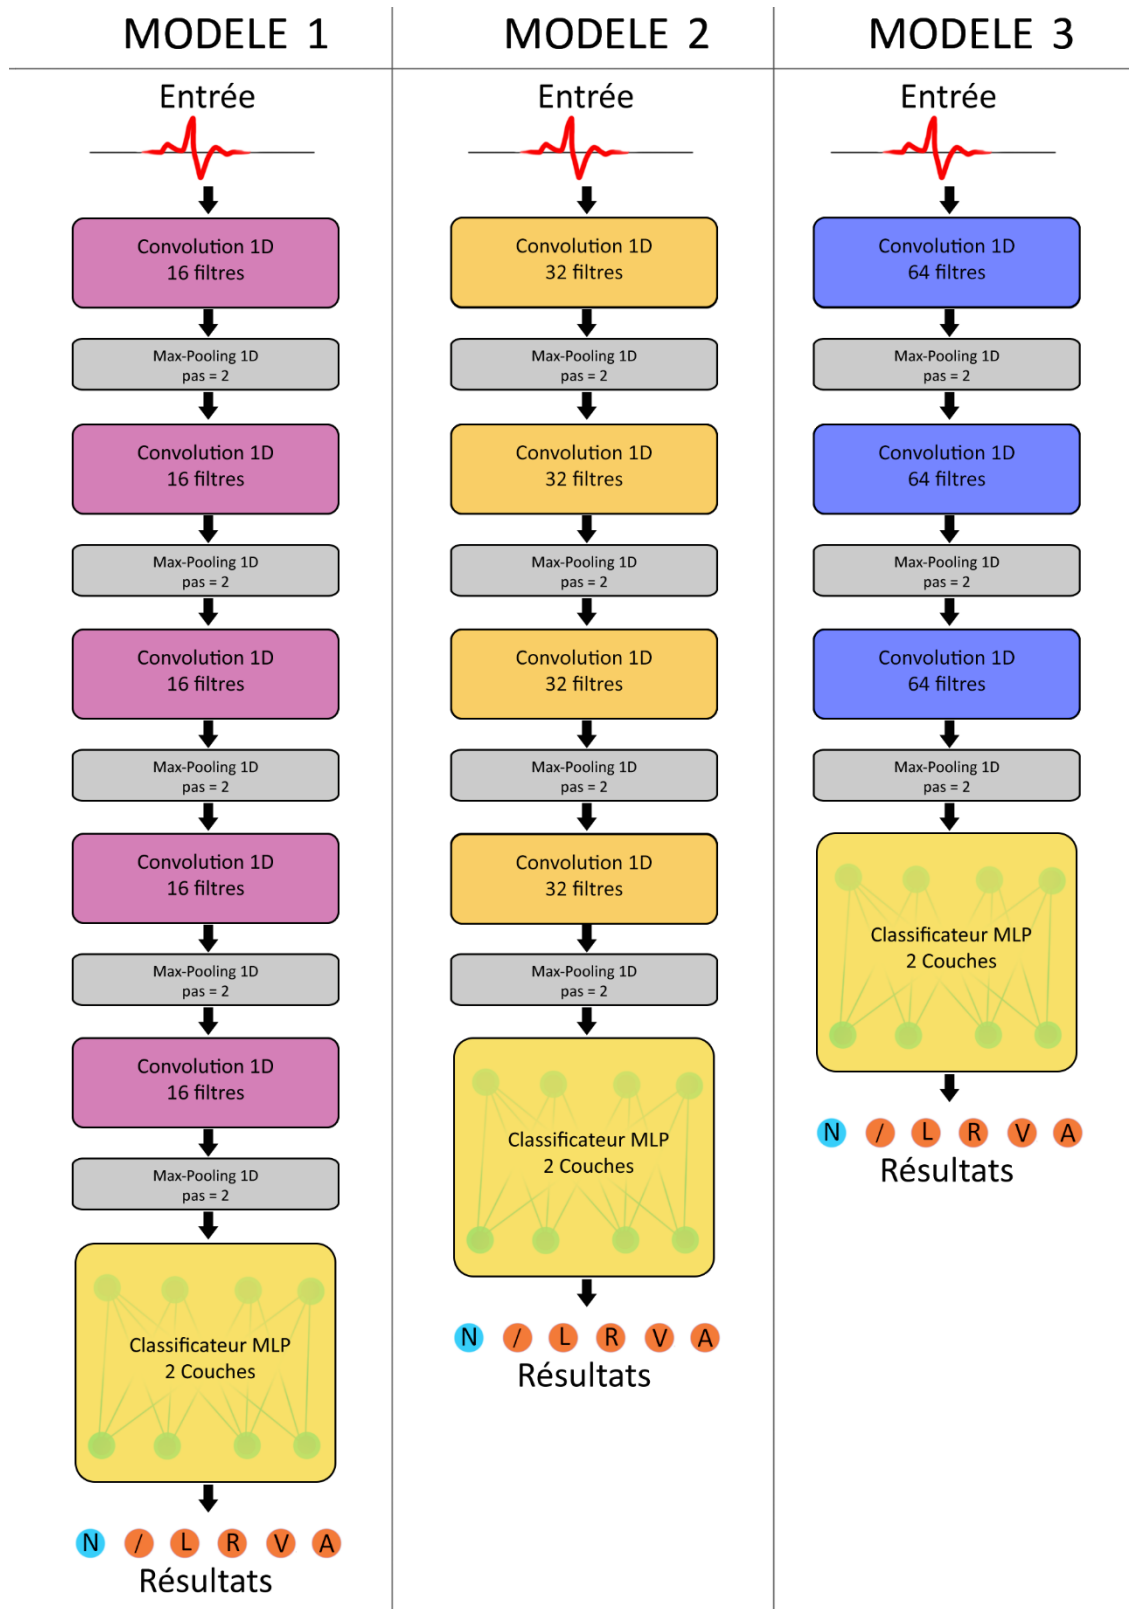 MODELE 1
Entrée
Convolution 1D
16 filtres
Max-Pooling 1D
pas = 2
Convolution 1D
16 filtres
Max-Pooling 1D
pas = 2
Convolution 1D
16 filtres
Max-Pooling 1D
pas = 2
Convolution 1D
16 filtres
Max-Pooling 1D
pas = 2
Convolution 1D
16 filtres
Max-Pooling 1D
pas = 2
Classificateur MLP
2 Couches
N / L R V A
Résultats
MODELE 2
Entrée
Convolution 1D
32 filtres
Max-Pooling 1D
pas = 2
Convolution 1D
32 filtres
Max-Pooling 1D
pas = 2
Convolution 1D
32 filtres
Max-Pooling 1D
pas = 2
Convolution 1D
32 filtres
Max-Pooling 1D
pas = 2
Classificateur MLP
2 Couches
N / L R V A
Résultats
MODELE 3
Entrée
Convolution 1D
64 filtres
Max-Pooling 1D
pas = 2
Convolution 1D
64 filtres
Max-Pooling 1D
pas = 2
Convolution 1D
64 filtres
Max-Pooling 1D
pas = 2
Classificateur MLP
2 Couches
N / L R V A
Résultats